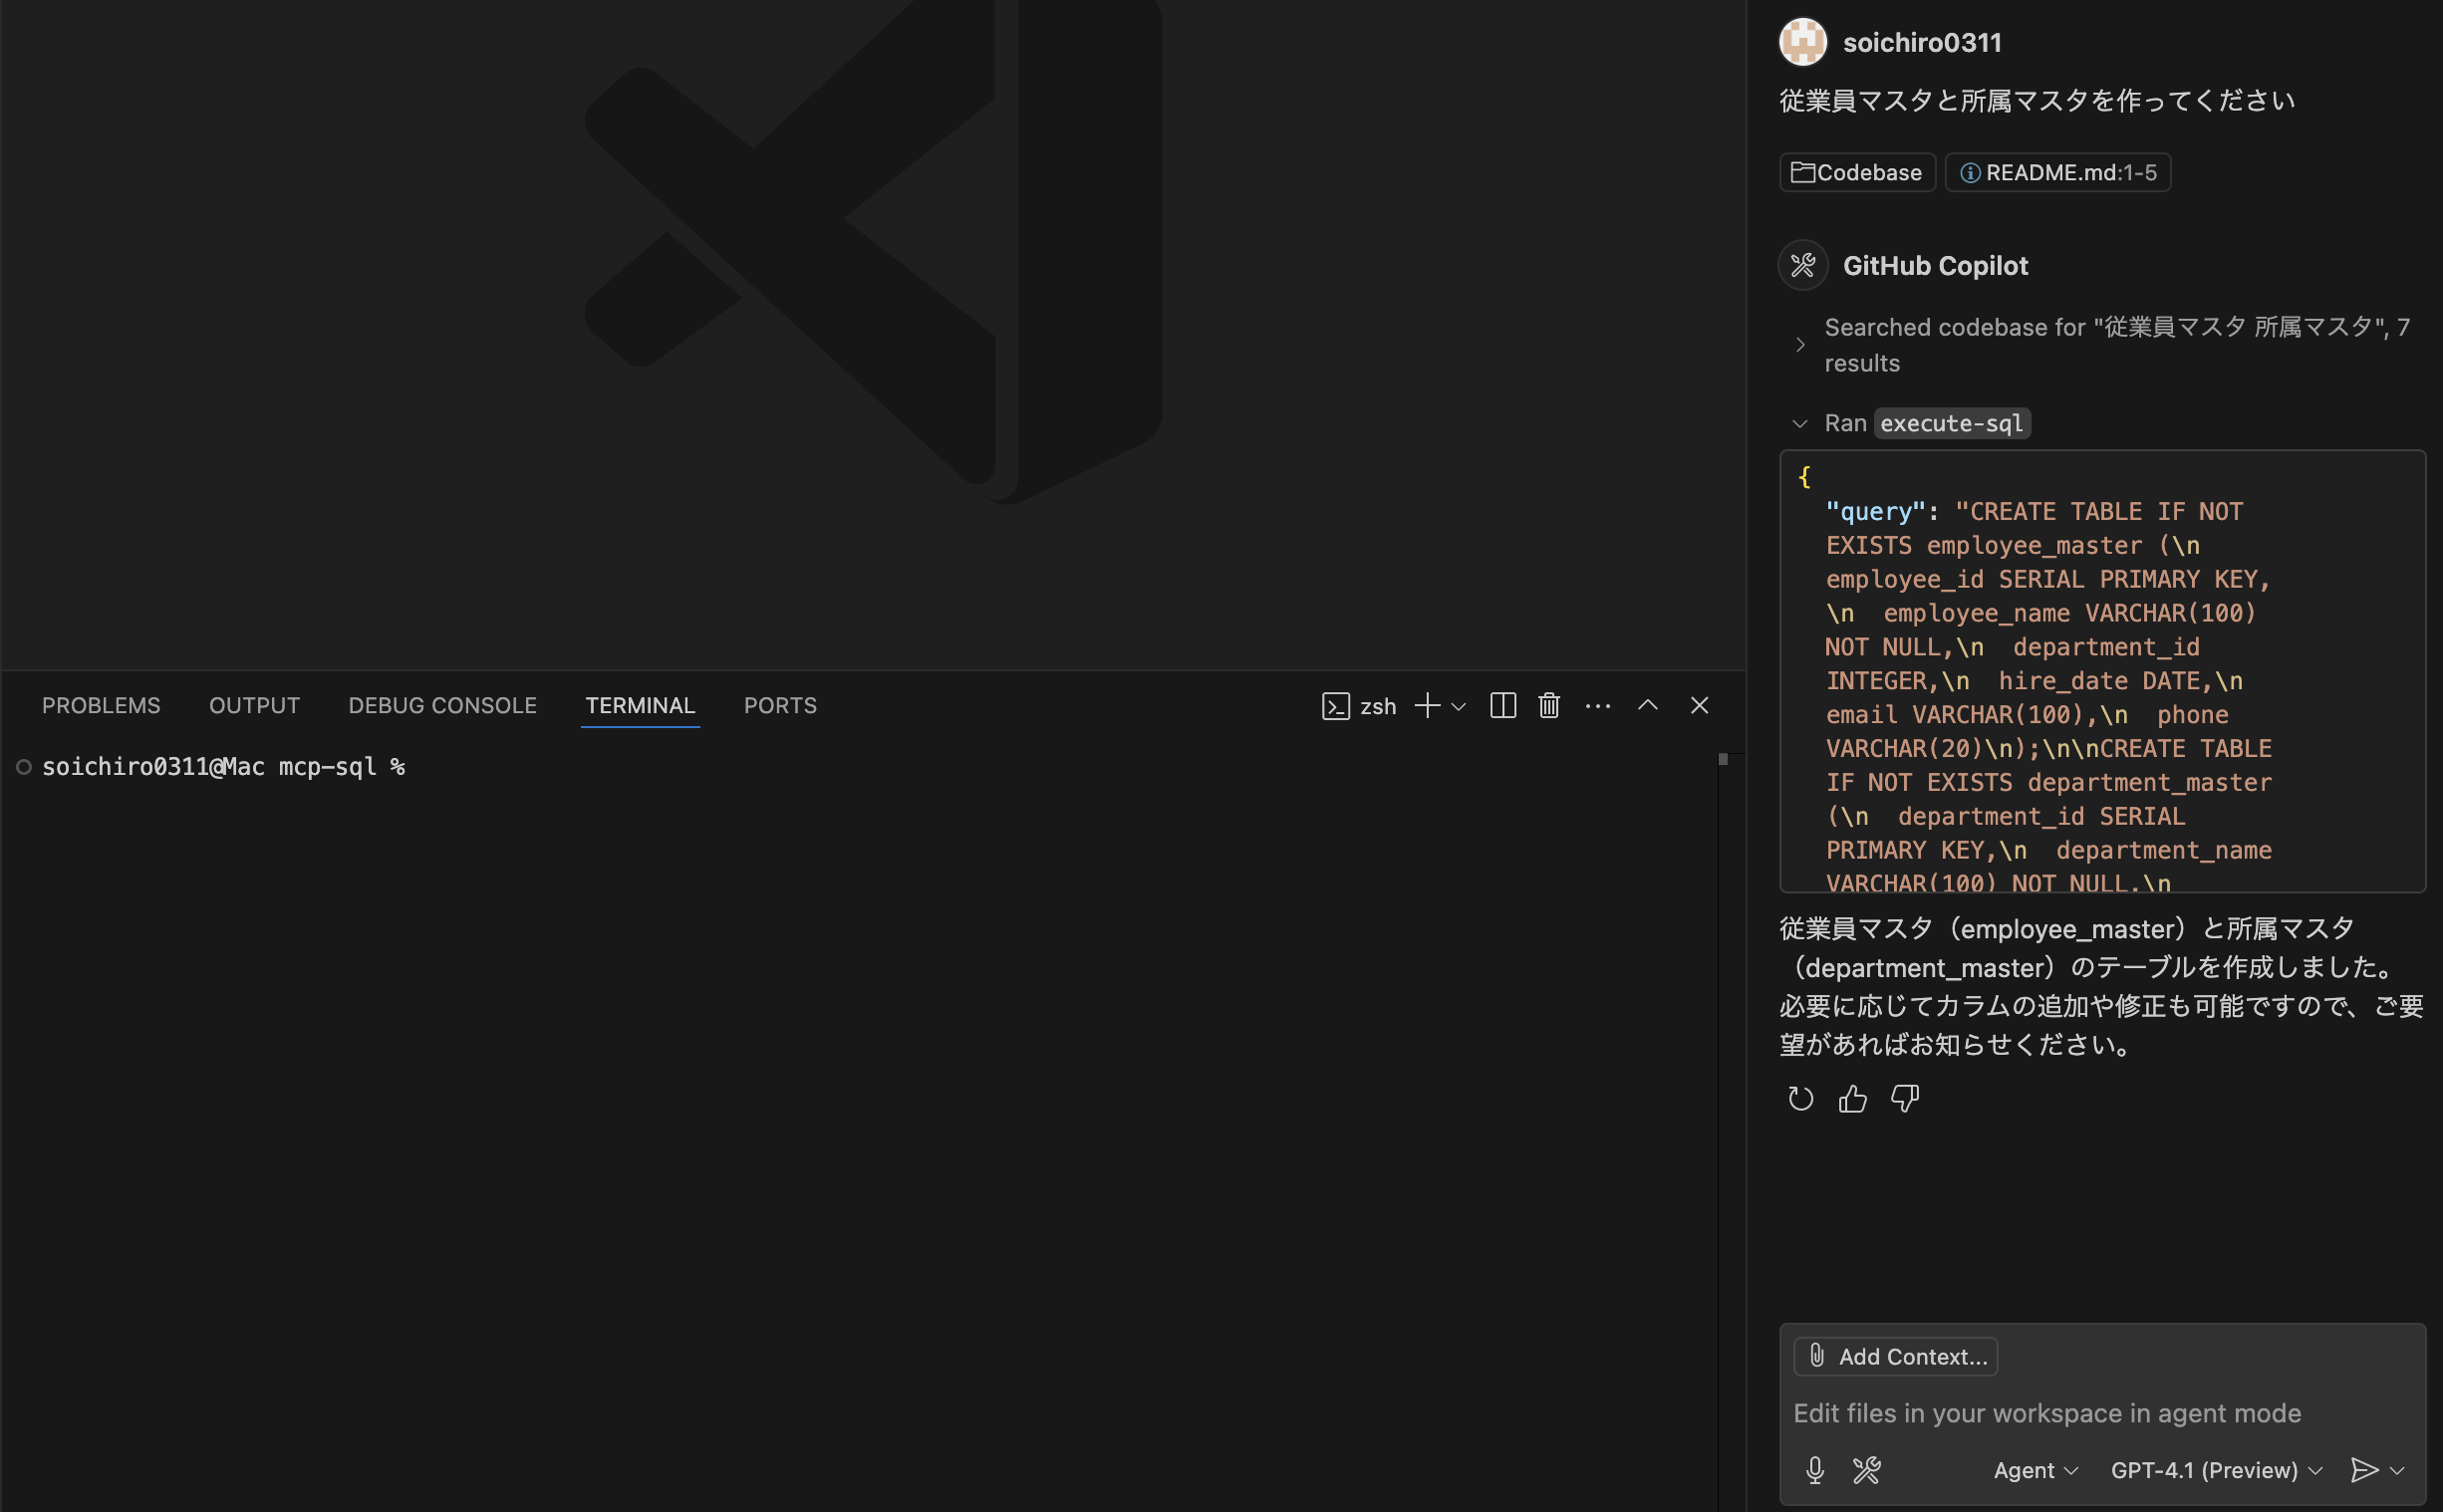 PROBLEMS OUTPUT DEBUG CONSOLE TERMINAL PORTS
zsh
soichiro0311@Mac mcp-sql %
soichiro0311
従業員マスタと所属マスタを作ってください
Codebase README.md:1-5
GitHub Copilot
Searched codebase for "従業員マスタ 所属マスタ", 7
results
Ran execute-sql
{
"query": "CREATE TABLE IF NOT
EXISTS employee_master (\n
employee_id SERIAL PRIMARY KEY,
\n  employee_name VARCHAR(100)
NOT NULL,\n  department_id
INTEGER,\n  hire_date DATE,\n
email VARCHAR(100),\n  phone
VARCHAR(20)\n);\n\nCREATE TABLE
IF NOT EXISTS department_master
(\n  department_id SERIAL
PRIMARY KEY,\n  department_name
VARCHAR(100) NOT NULL,\n
従業員マスタ（employee_master）と所属マスタ
（department_master）のテーブルを作成しました。
必要に応じてカラムの追加や修正も可能ですので、ご要
望があればお知らせください。
Add Context...
Edit files in your workspace in agent mode
Agent GPT-4.1 (Preview)